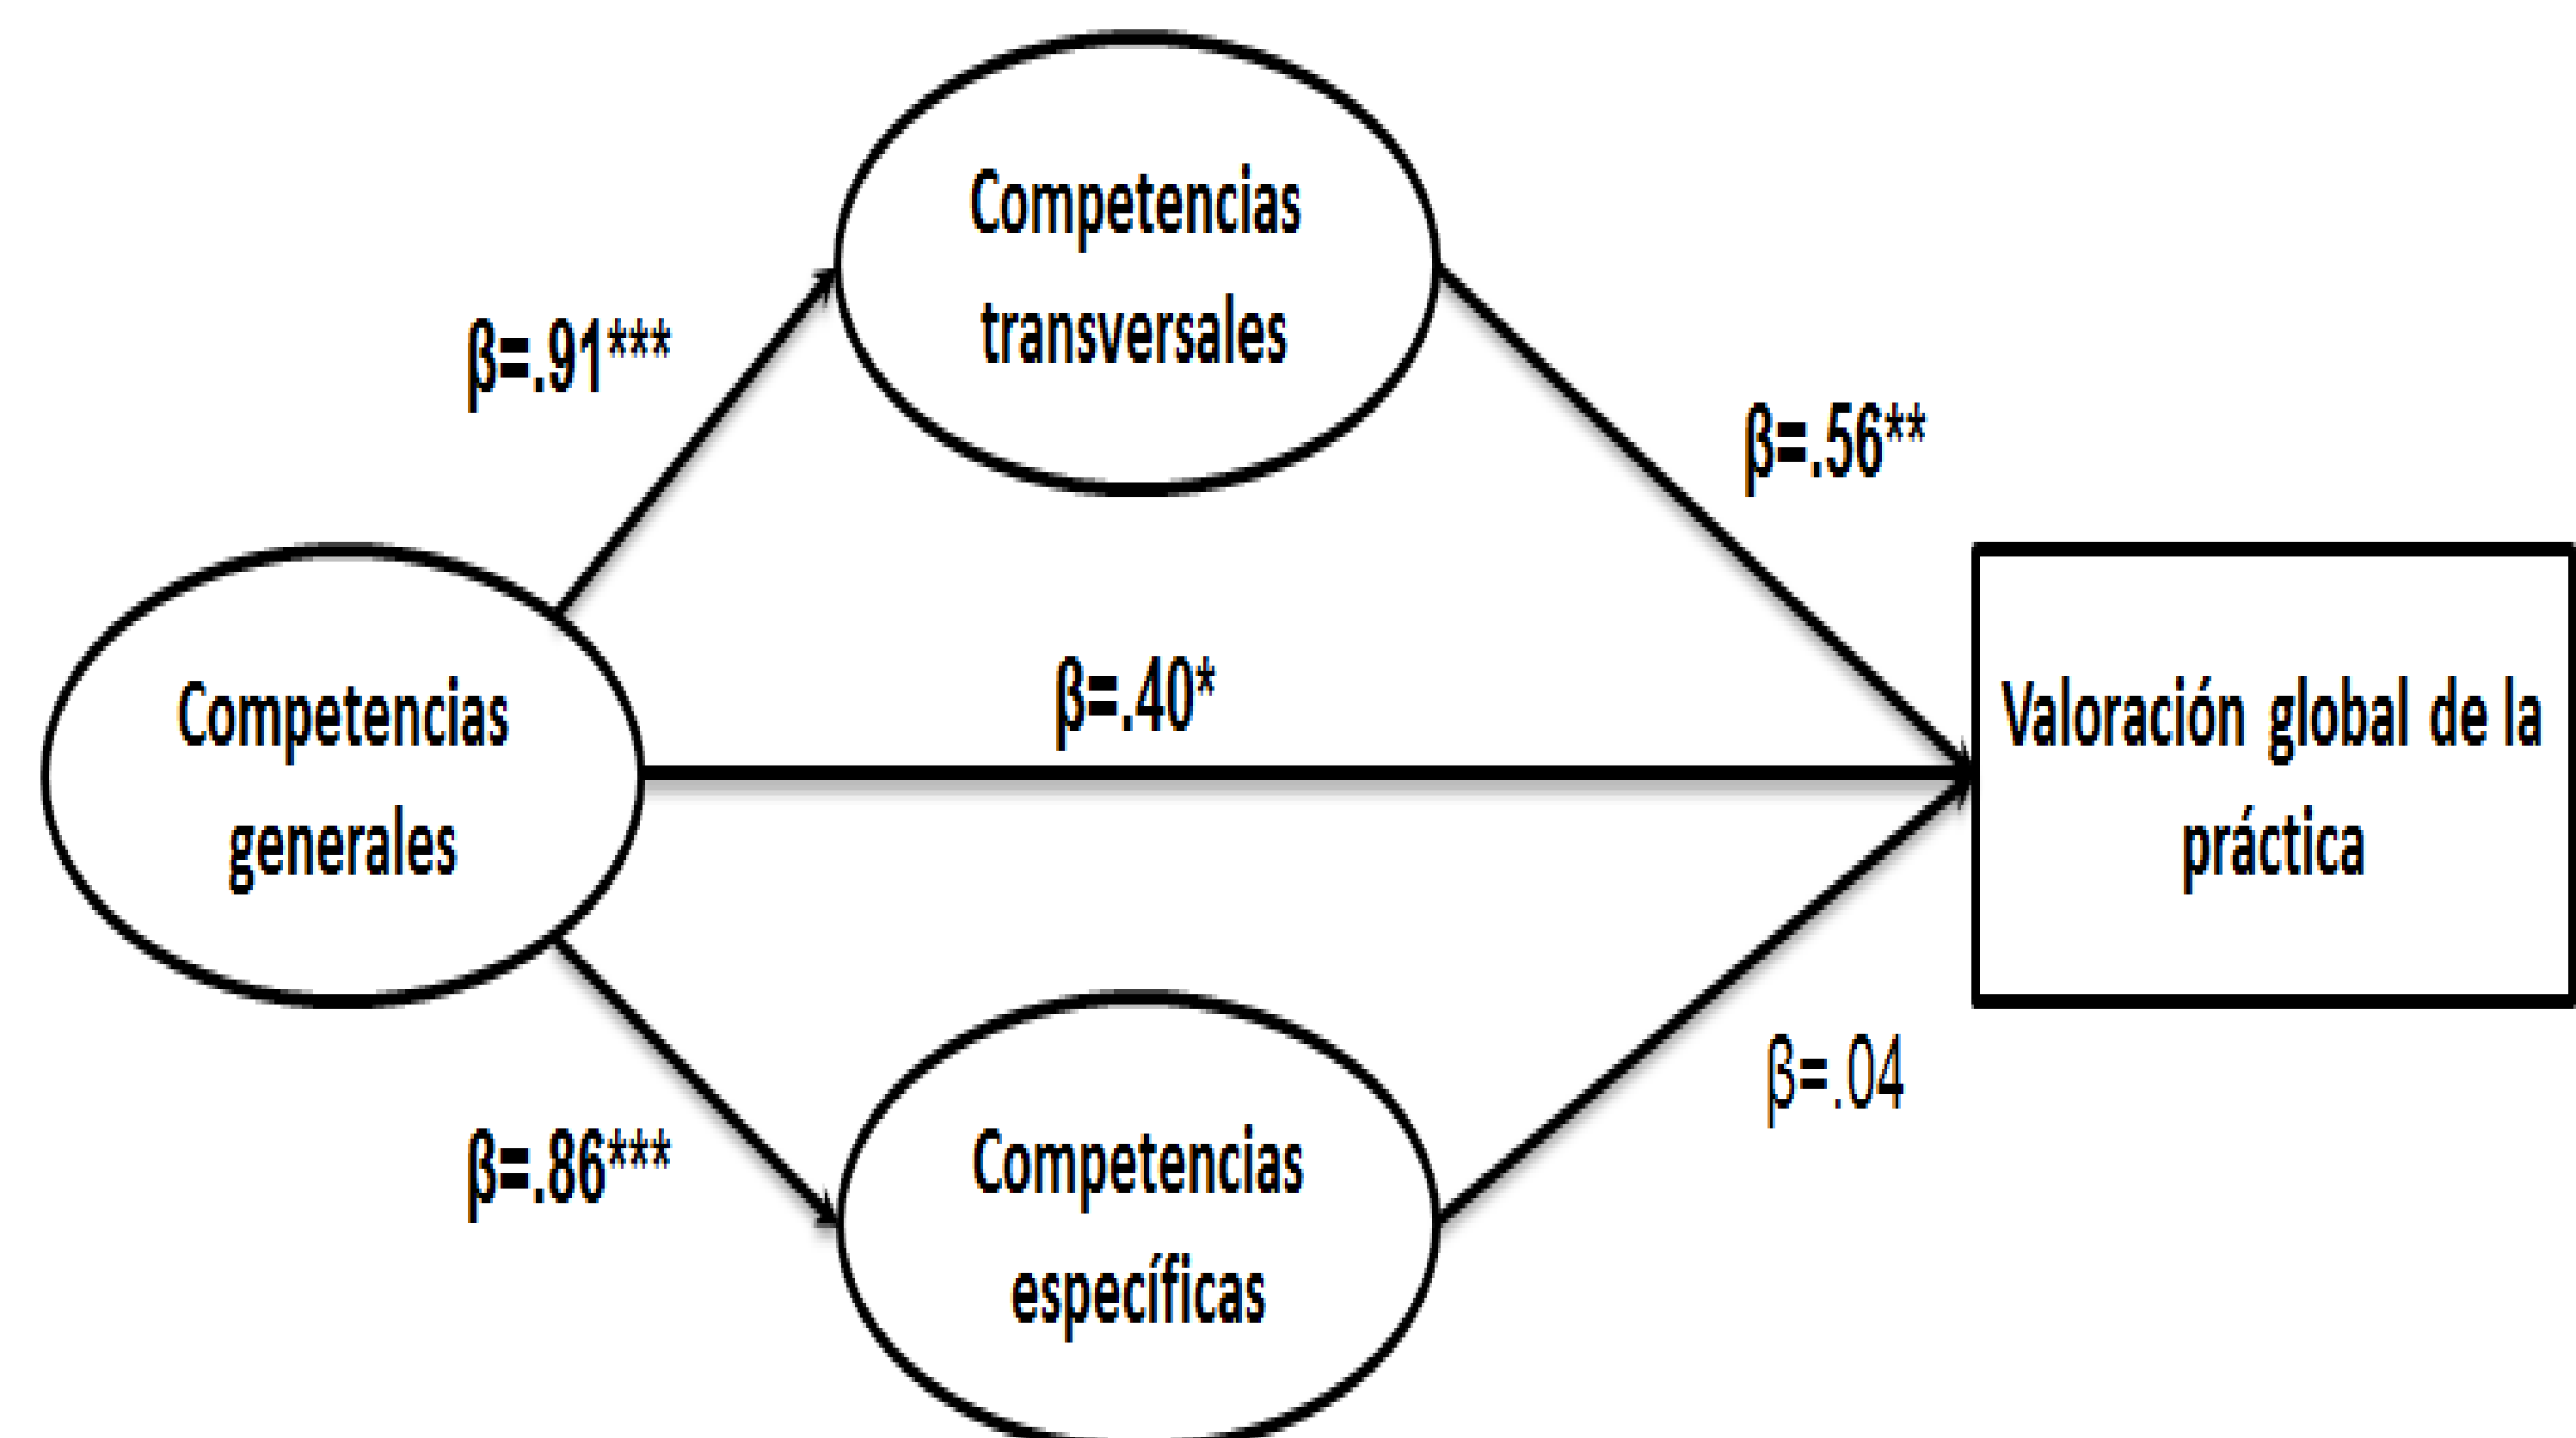 Competencias
transversales
β=.91***
β=.56**
β=.40*
Competencias
generales
Valoración global de la
práctica
β=.04
β=.86***
Competencias
específicas